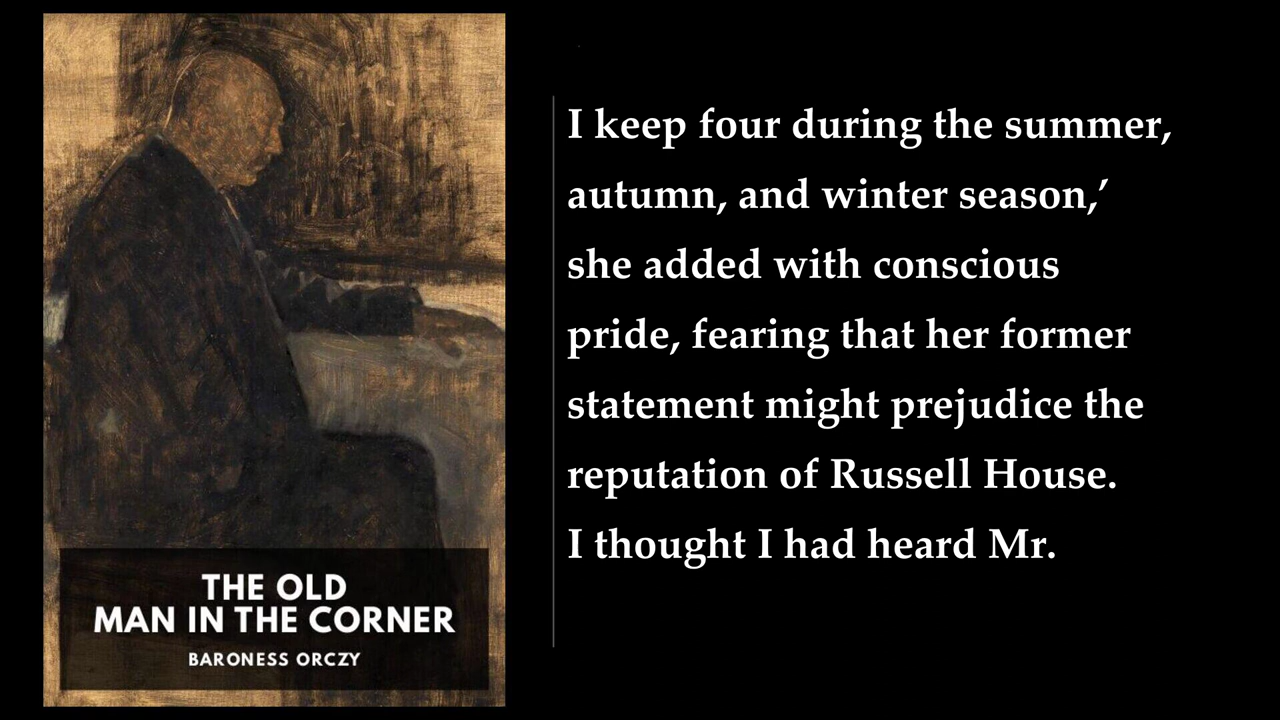 THE OLD
MAN IN THE CORNER
BARONESS ORCZY
I keep four during the summer,
autumn, and winter season,’
she added with conscious
pride, fearing that her former
statement might prejudice the
reputation of Russell House.
I thought I had heard Mr.